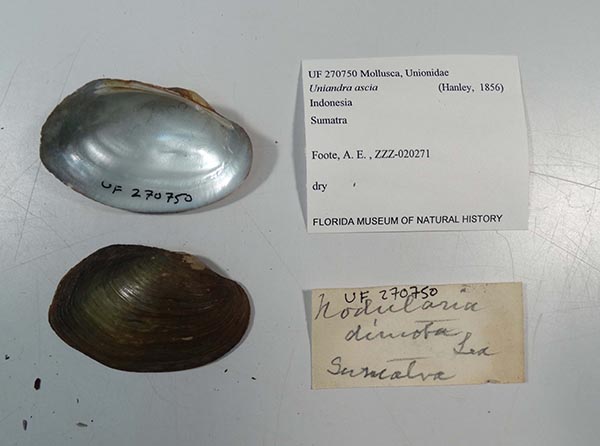 UF 270750
UF 270750 Mollusca, Unionidae
Uniandra ascia (Hanley, 1856)
Indonesia
Sumatra
Foote, A. E. , ZZZ-020271
dry
FLORIDA MUSEUM OF NATURAL HISTORY
UF 270750
Nodularia
dimota
Lea
Sumatra